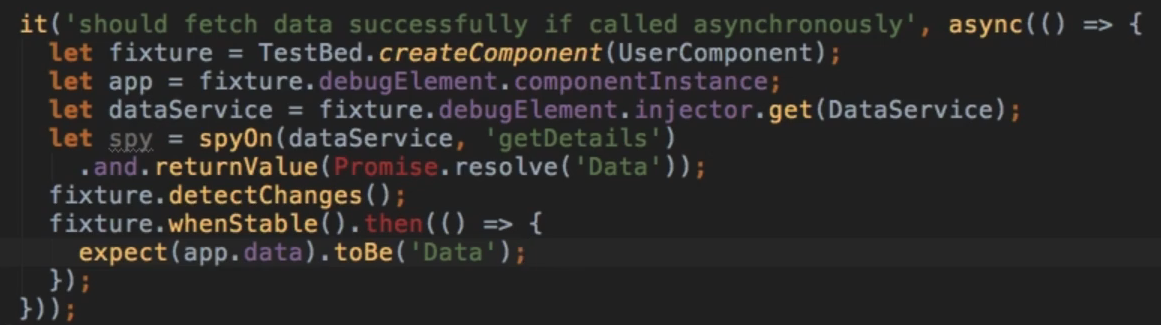 it('should fetch data successfully if called asynchronously', async(() => {
  let fixture = TestBed.createComponent(UserComponent);
  let app = fixture.debugElement.componentInstance;
  let dataService = fixture.debugElement.injector.get(DataService);
  let spy = spyOn(dataService, 'getDetails')
    .and.returnValue(Promise.resolve('Data'));
  fixture.detectChanges();
  fixture.whenStable().then(() => {
    expect(app.data).toBe('Data');
  });
}));